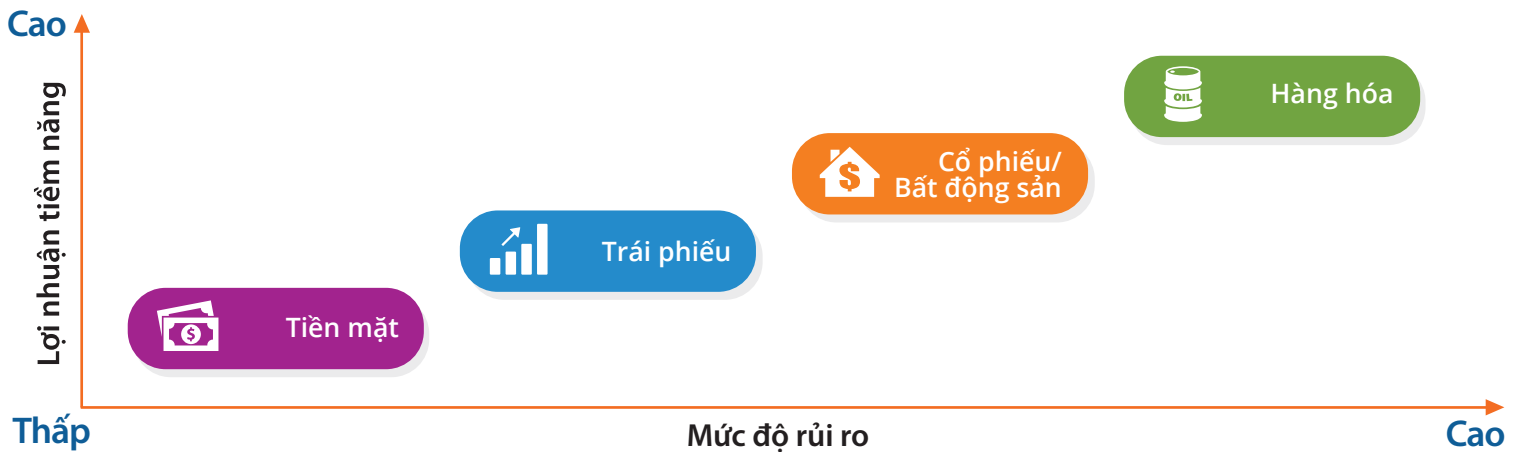 Cao
Lợi nhuận tiềm năng
OIL
Hàng hóa
$
Cổ phiếu/
Bất động sản
Trái phiếu
$
Tiền mặt
Thấp
Mức độ rủi ro
Cao